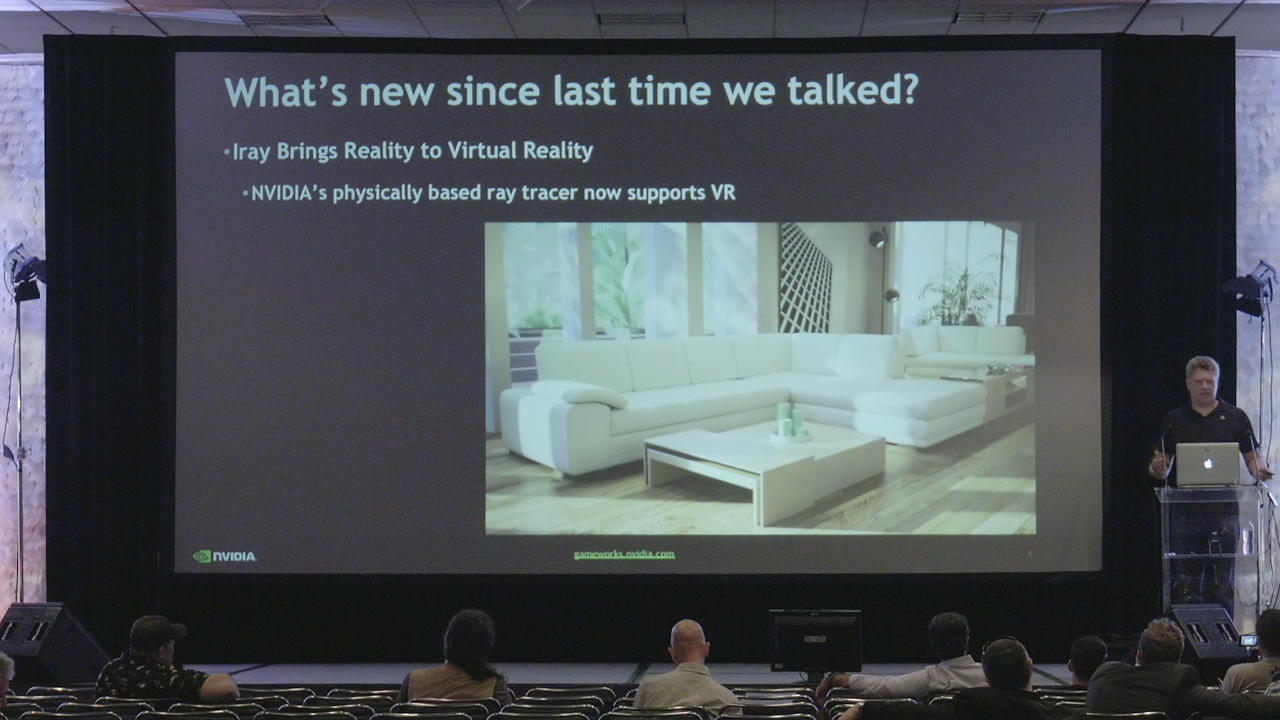 What's new since last time we talked?
•Iray Brings Reality to Virtual Reality
•NVIDIA's physically based ray tracer now supports VR
NVIDIA.
gameworks.nvidia.com
5